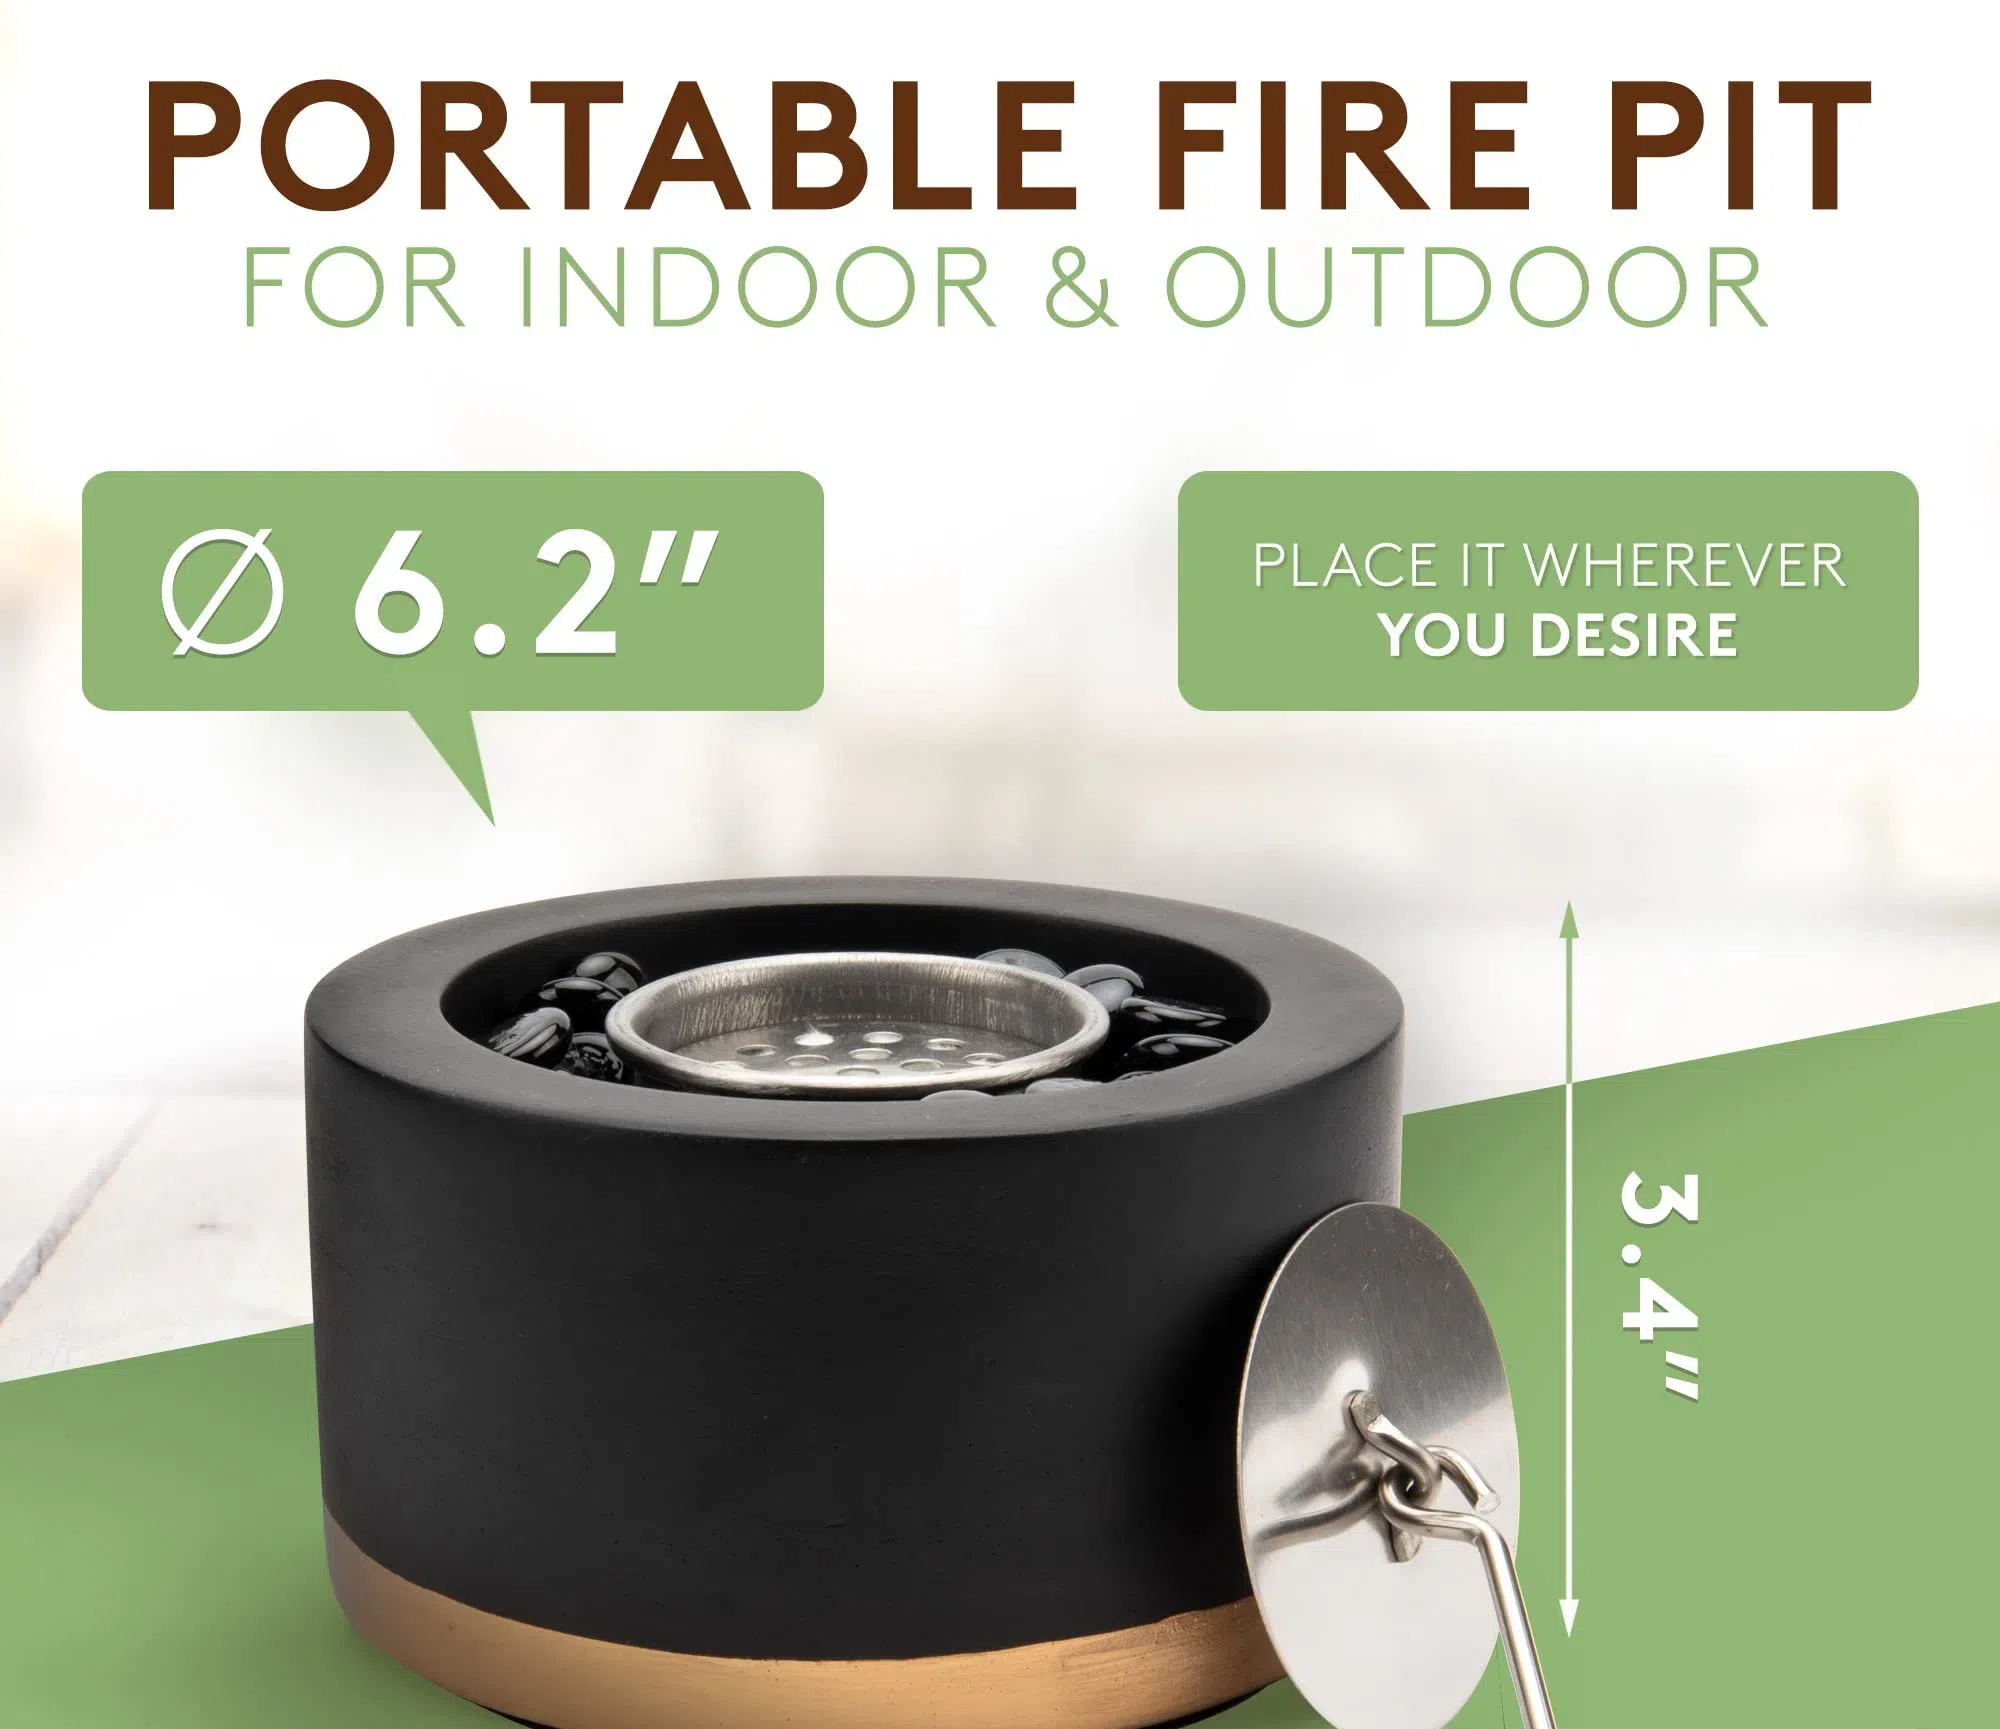 PORTABLE FIRE PIT
FOR INDOOR & OUTDOOR
Ø 6.2"
PLACE IT WHEREVER
YOU DESIRE
3.4"